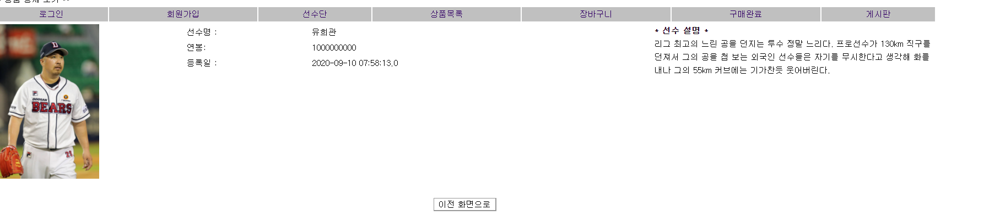 로그인 회원가입 선수단 상품목록 장바구니 구매완료 게시판
선수명 : 유희관
연봉: 1000000000
등록일 : 2020-09-10 07:58:13.0
* 선수 설명 *
리그 최고의 느린 공을 던지는 투수 정말 느리다. 프로선수가 130km 직구를
던져서 그의 공을 첨 보는 외국인 선수들은 자기를 무시한다고 생각해 화를
내나 그의 55km 커브에는 기가찬듯 웃어버린다.
DOOSAN
BEARS
29
이전 화면으로